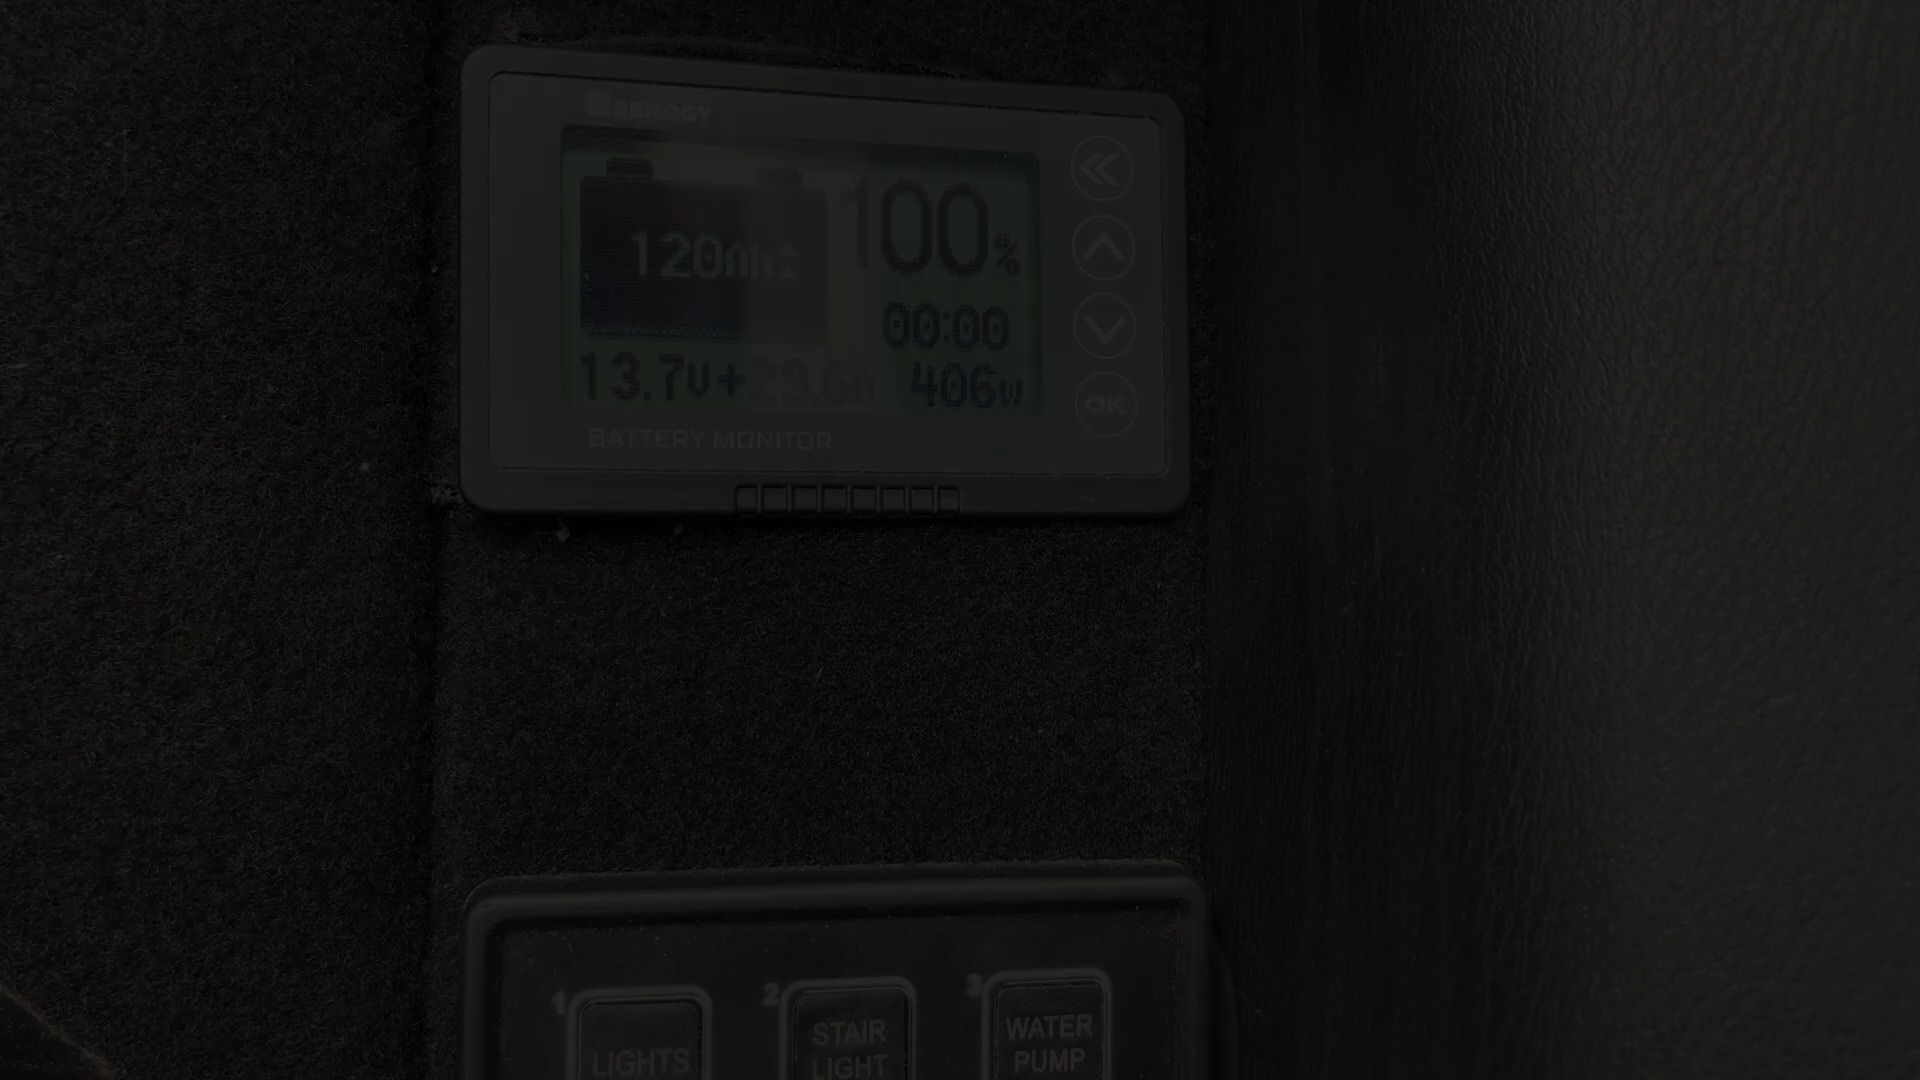 RENOGY
120Ah
100%
00:00
13.7V+29.6A 406W
OK
BATTERY MONITOR
1 2 3
LIGHTS
STAIR LIGHT
WATER PUMP